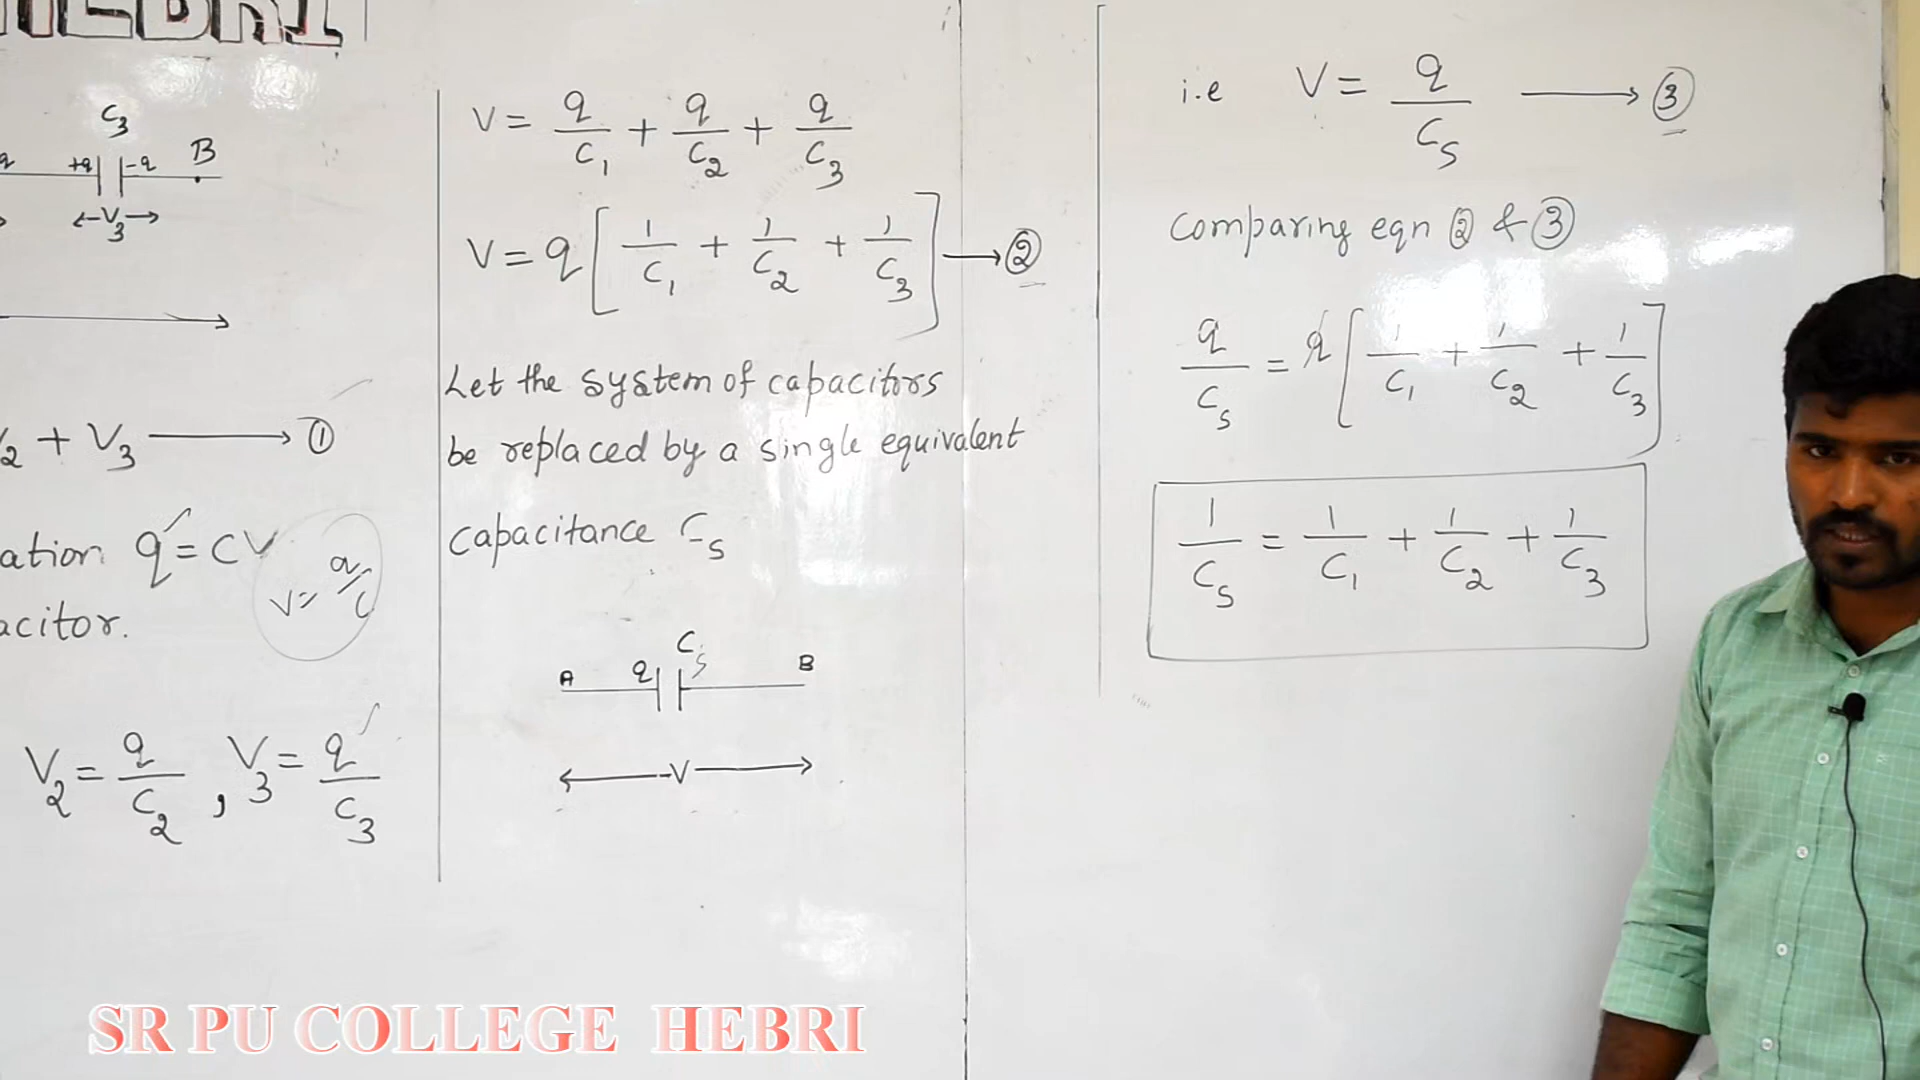 HEBRI
C₃
+q -q B
←V₃→
₂ + V₃ → ①
ation q = CV
V = q/C
acitor.
V₂ = q/C₂ , V₃ = q/C₃
V = q/C₁ + q/C₂ + q/C₃
V = q [ 1/C₁ + 1/C₂ + 1/C₃ ] → ②
Let the system of capacitors
be replaced by a single equivalent
capacitance Cₛ
Cₛ
A q B
← V →
i.e V = q/Cₛ → ③
comparing eqn ② & ③
q/Cₛ = q [ 1/C₁ + 1/C₂ + 1/C₃ ]
1/Cₛ = 1/C₁ + 1/C₂ + 1/C₃
SR PU COLLEGE HEBRI